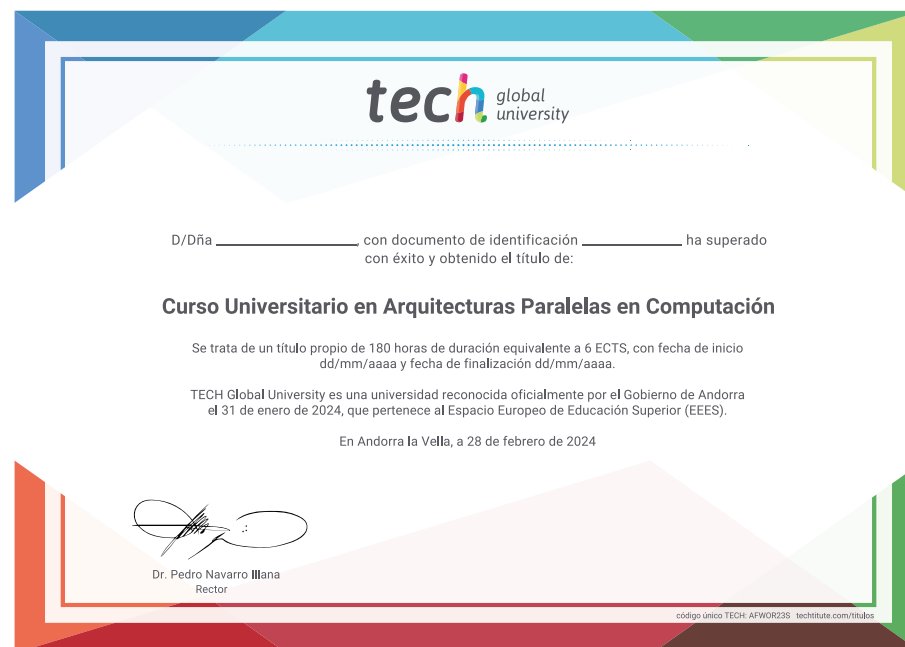 tech global university
D/Dña ____________, con documento de identificación ____________ ha superado
con éxito y obtenido el título de:
Curso Universitario en Arquitecturas Paralelas en Computación
Se trata de un título propio de 180 horas de duración equivalente a 6 ECTS, con fecha de inicio
dd/mm/aaaa y fecha de finalización dd/mm/aaaa.
TECH Global University es una universidad reconocida oficialmente por el Gobierno de Andorra
el 31 de enero de 2024, que pertenece al Espacio Europeo de Educación Superior (EEES).
En Andorra la Vella, a 28 de febrero de 2024
Dr. Pedro Navarro Illana
Rector
código único TECH: AFWOR23S techtitute.com/titulos